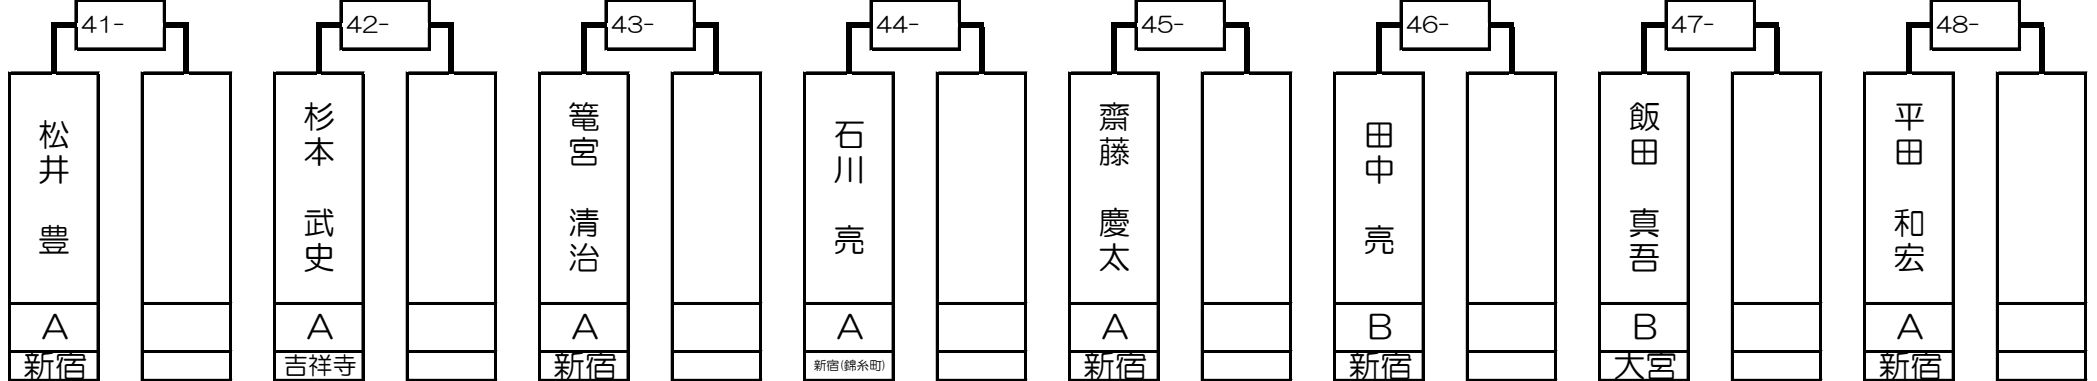 41-
42-
43-
44-
45-
46-
47-
48-
松井 豊
A
新宿
杉本 武史
A
吉祥寺
篭宮 清治
A
新宿
石川 亮
A
新宿(錦糸町)
齋藤 慶太
A
新宿
田中 亮
B
新宿
飯田 真吾
B
大宮
平田 和宏
A
新宿